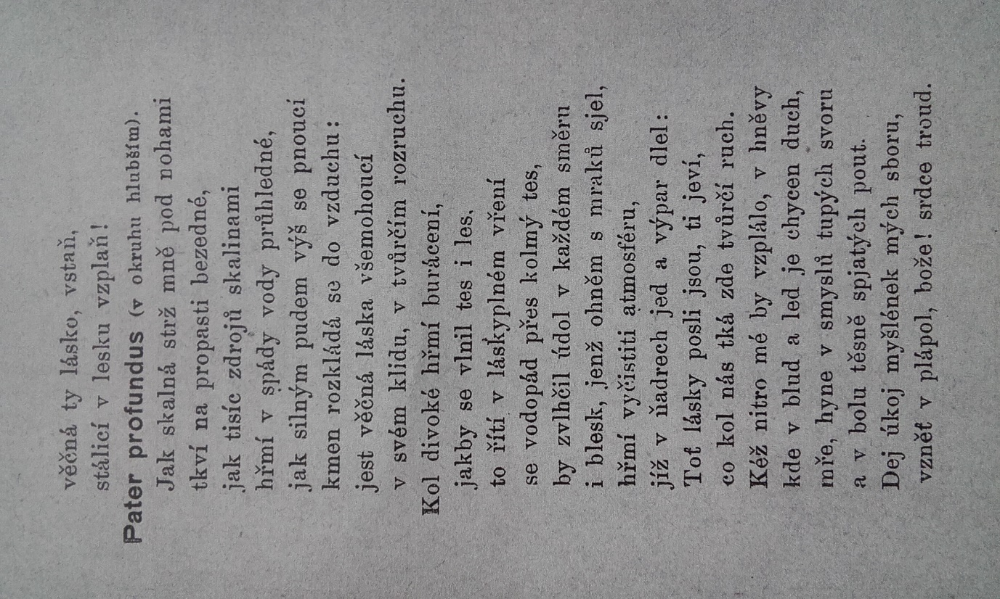 věčná ty lásko, vstaň,
stálicí v lesku vzplaň!
Pater profundus (v okruhu hlubším).
Jak skalná strž mně pod nohami
tkví na propasti bezedné,
jak tisíc zdrojů skalinami
hřmí v spády vody průhledné,
jak silným pudem výš se pnoucí
kmen rozkládá se do vzduchu:
jest věčná láska všemohoucí
v svém klidu, v tvůrčím rozruchu.
Kol divoké hřmí burácení,
jakby se vlnil tes i les.
to řítí v láskyplném vření
se vodopád přes kolmý tes,
by zvlhčil údol v každém směru
i blesk, jenž ohněm s mraků sjel,
hřmí vyčistiti atmosféru,
jíž v ňadrech jed a výpar dlel:
Toť lásky posli jsou, ti jeví,
co kol nás tká zde tvůrčí ruch.
Kéž nitro mé by vzplálo, v hněvy
kde v blud a led je chycen duch,
mře, hyne v smyslů tupých svoru
a v bolu těsně spjatých pout.
Dej úkoj myšlének mých sboru,
vznět v plápol, bože! srdce troud.